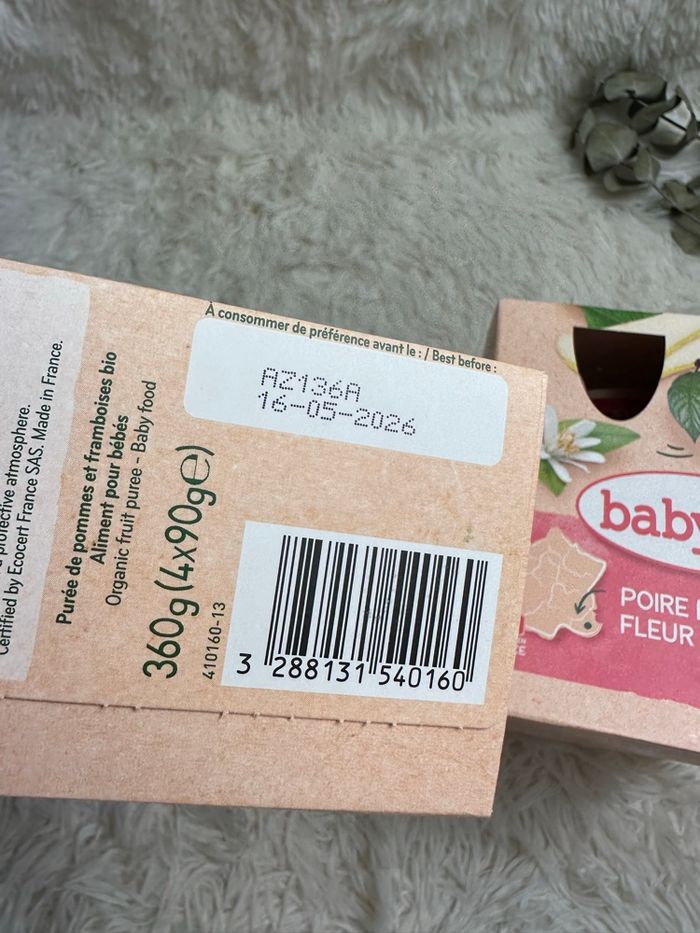 protective atmosphere.
Certified by Ecocert France SAS. Made in France.
Purée de pommes et framboises bio
Aliment pour bébés
Organic fruit puree - Baby food
360g(4x90g℮)
410160-13
À consommer de préférence avant le : / Best before :
AZ136A
16-05-2026
3 288131 540160
baby
POIRE
FLEUR